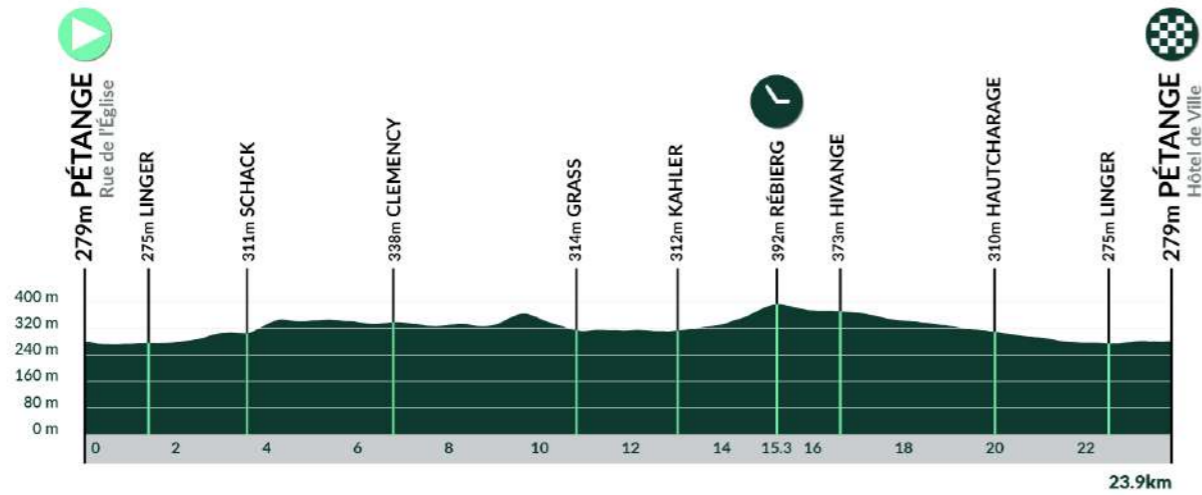 279m PÉTANGE
Rue de l'Église
275m LINGER
311m SCHACK
338m CLEMENCY
314m GRASS
312m KAHLER
392m RÉBIERG
373m HIVANGE
310m HAUTCHARAGE
275m LINGER
279m PÉTANGE
Hôtel de Ville
400 m
320 m
240 m
160 m
80 m
0 m
0 2 4 6 8 10 12 14 15.3 16 18 20 22
23.9km